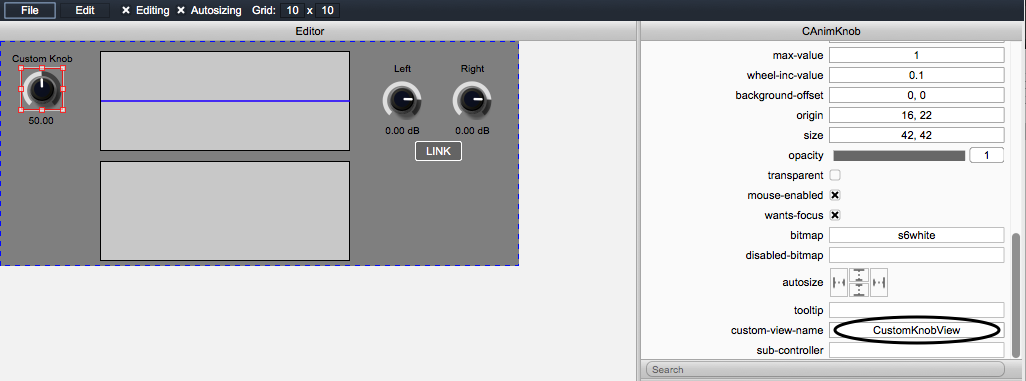 File Edit Editing Autosizing Grid: 10 x 10
Editor
Custom Knob
50.00
Left Right
0.00 dB 0.00 dB
LINK
CAnimKnob
max-value 1
wheel-inc-value 0.1
background-offset 0, 0
origin 16, 22
size 42, 42
opacity 1
transparent
mouse-enabled
wants-focus
bitmap s6white
disabled-bitmap
autosize
tooltip
custom-view-name CustomKnobView
sub-controller
Search